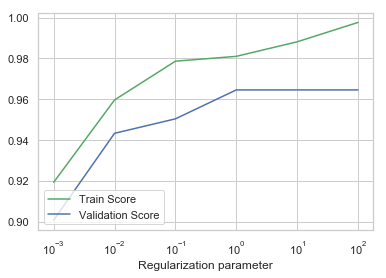 1.00
0.98
0.96
0.94
0.92
0.90
Train Score
Validation Score
10⁻³ 10⁻² 10⁻¹ 10⁰ 10¹ 10²
Regularization parameter